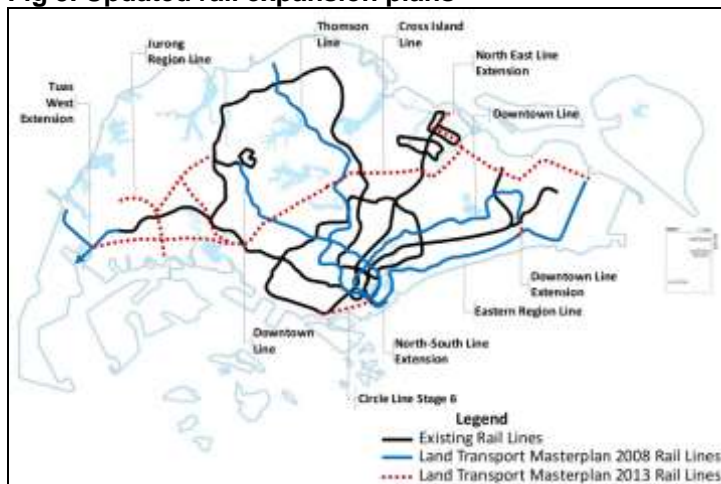 Fig 3: Updated rail expansion plans
Jurong
Region Line
Thomson
Line
Cross Island
Line
North East Line
Extension
Tuas
West
Extension
Downtown Line
Downtown Line
Extension
Eastern Region Line
Downtown
Line
North-South Line
Extension
Circle Line Stage 6
Legend
Existing Rail Lines
Land Transport Masterplan 2008 Rail Lines
Land Transport Masterplan 2013 Rail Lines